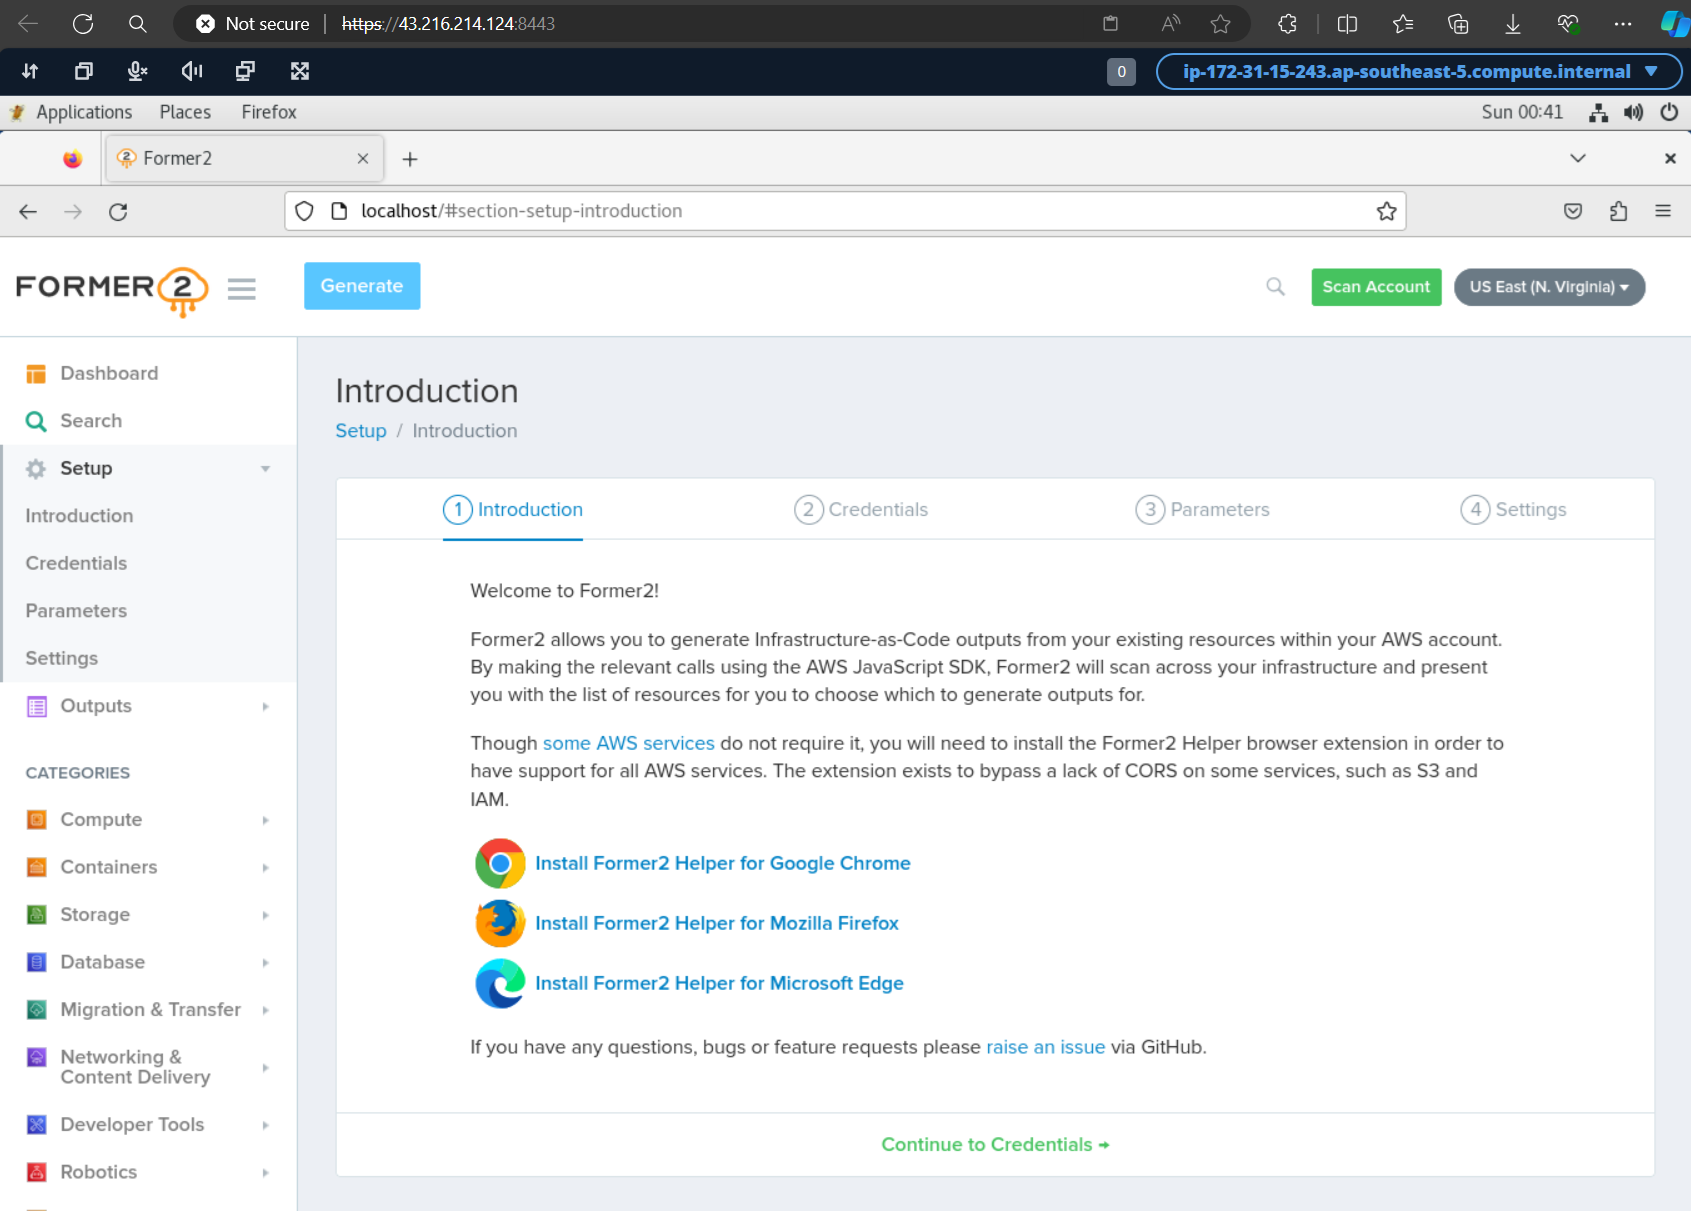 Not secure https://43.216.214.124:8443
0 ip-172-31-15-243.ap-southeast-5.compute.internal
Applications Places Firefox Sun 00:41
Former2
localhost/#section-setup-introduction
FORMER2 Generate Scan Account US East (N. Virginia)
Dashboard
Search
Setup
Introduction
Credentials
Parameters
Settings
Outputs
CATEGORIES
Compute
Containers
Storage
Database
Migration & Transfer
Networking &
Content Delivery
Developer Tools
Robotics
Introduction
Setup / Introduction
1 Introduction 2 Credentials 3 Parameters 4 Settings
Welcome to Former2!
Former2 allows you to generate Infrastructure-as-Code outputs from your existing resources within your AWS account.
By making the relevant calls using the AWS JavaScript SDK, Former2 will scan across your infrastructure and present
you with the list of resources for you to choose which to generate outputs for.
Though some AWS services do not require it, you will need to install the Former2 Helper browser extension in order to
have support for all AWS services. The extension exists to bypass a lack of CORS on some services, such as S3 and
IAM.
Install Former2 Helper for Google Chrome
Install Former2 Helper for Mozilla Firefox
Install Former2 Helper for Microsoft Edge
If you have any questions, bugs or feature requests please raise an issue via GitHub.
Continue to Credentials →